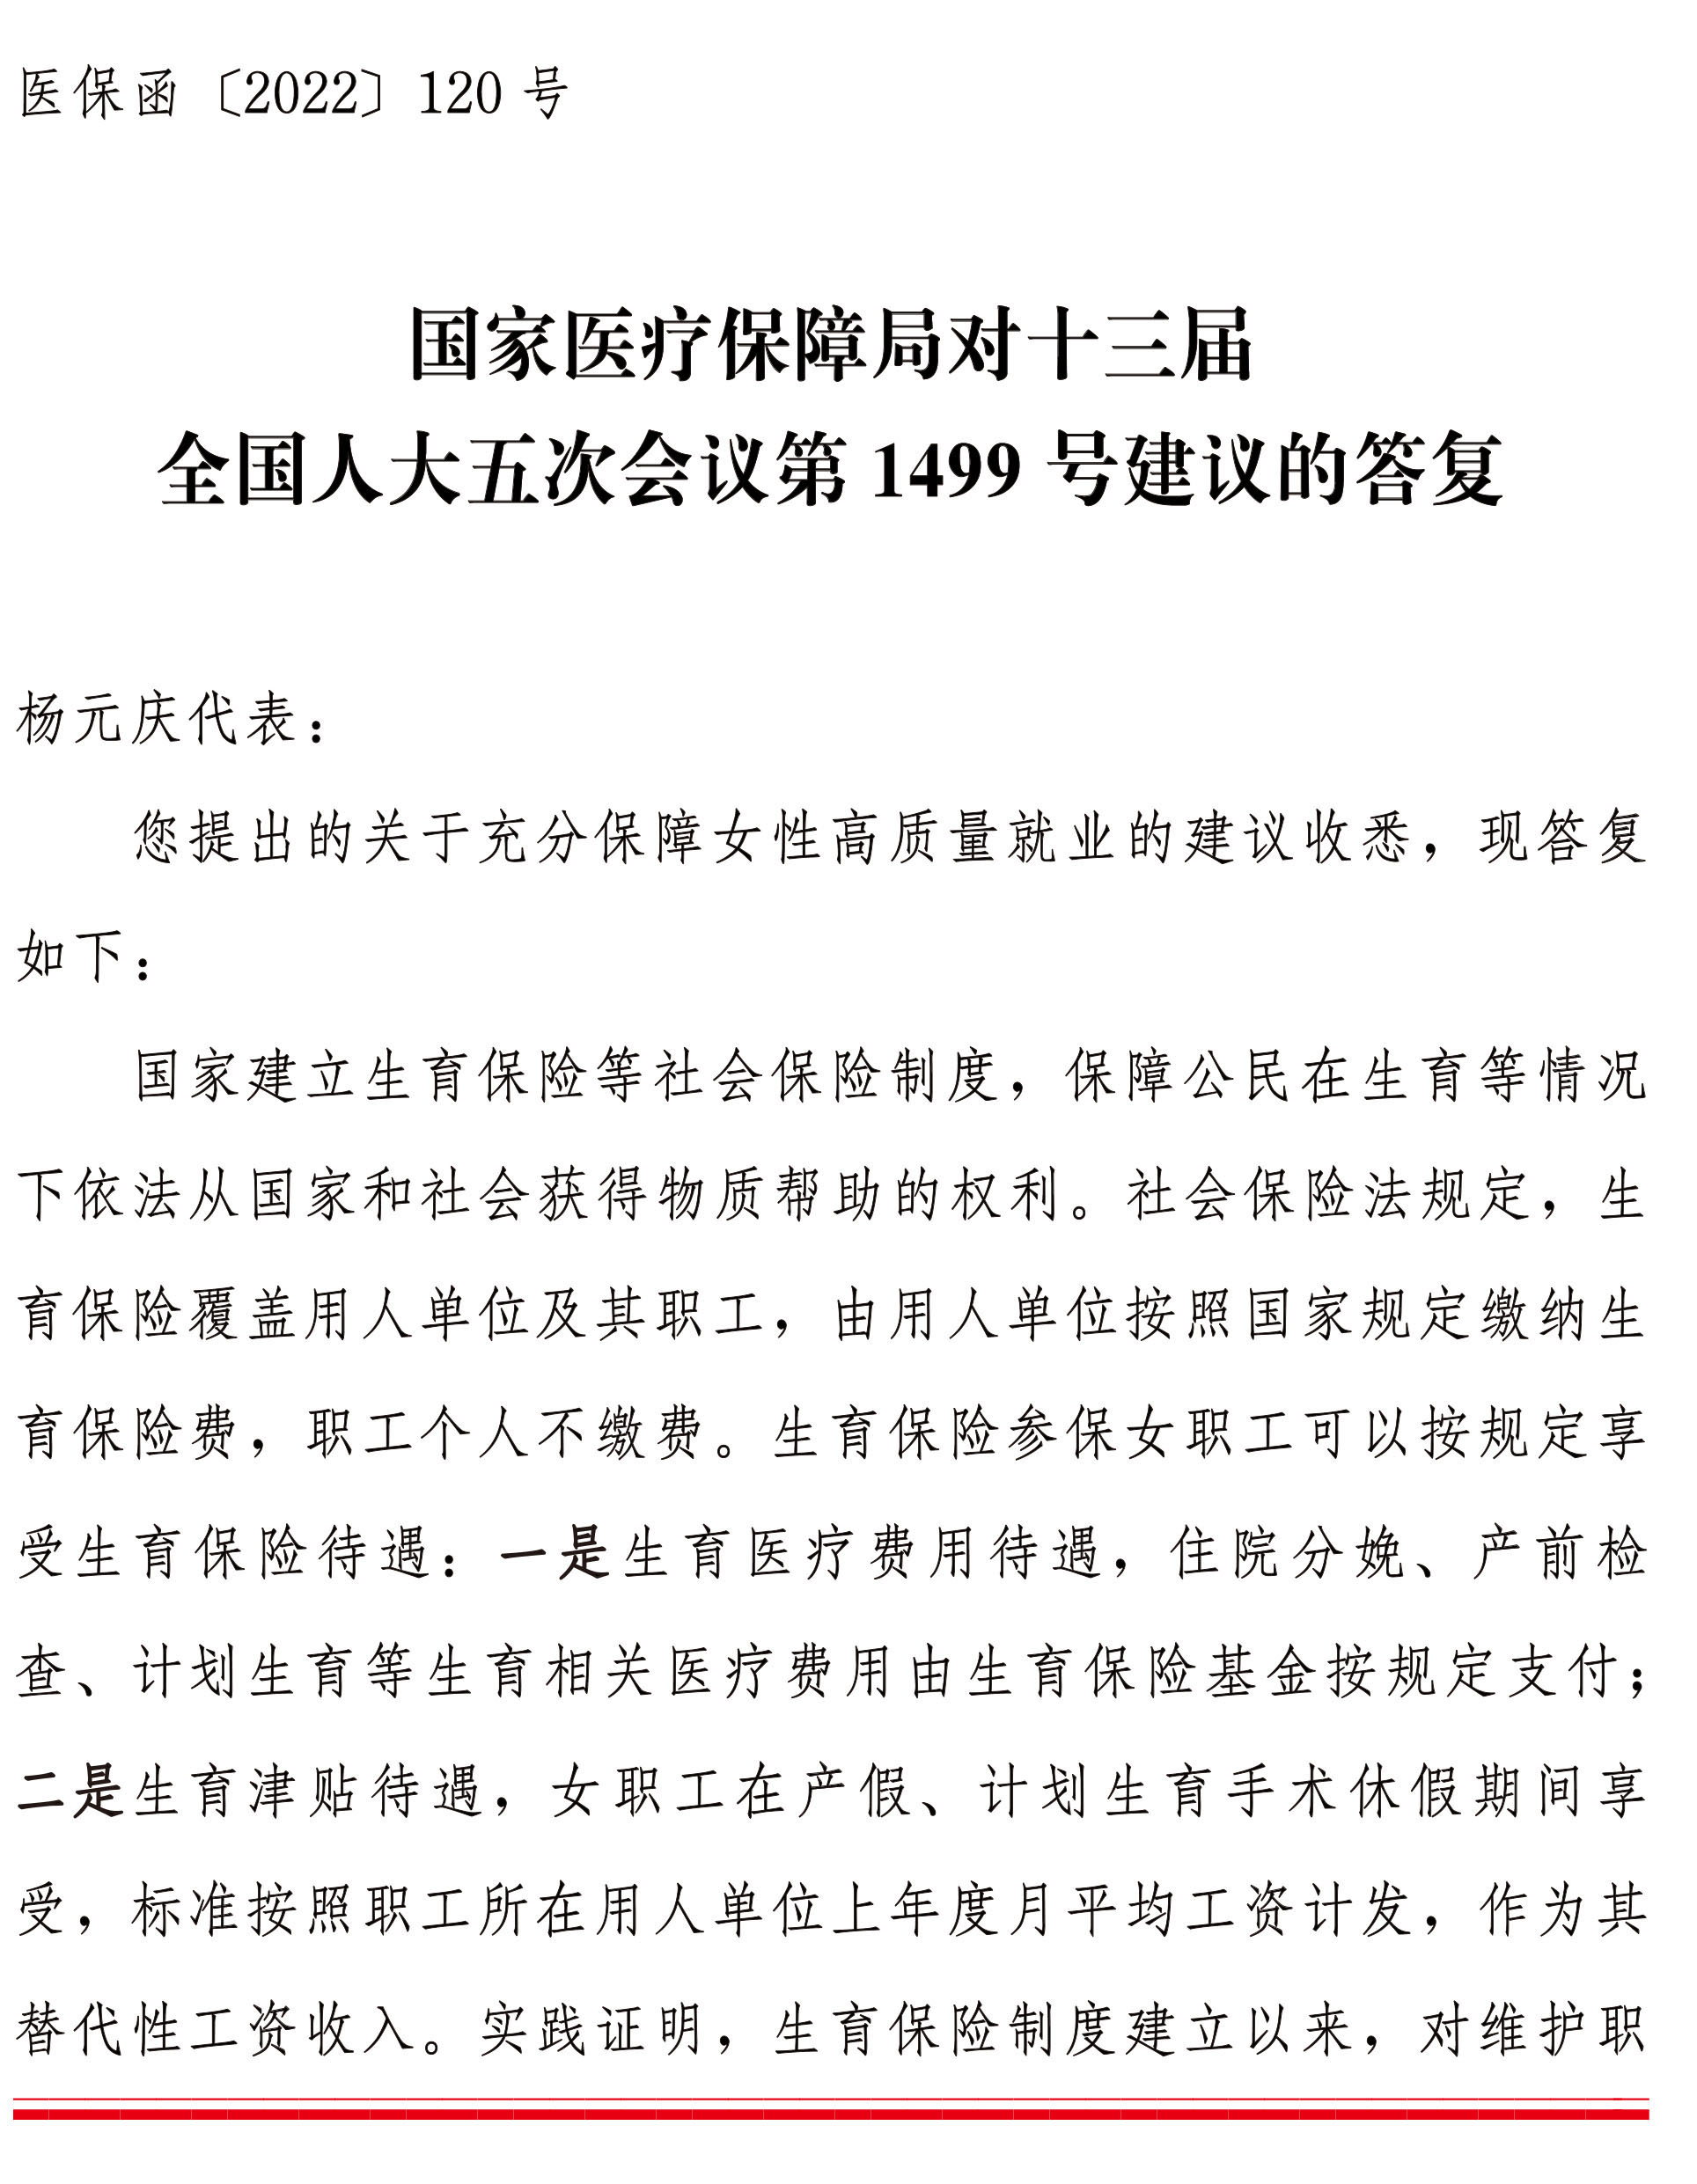 医保函〔2022〕120 号
国家医疗保障局对十三届
全国人大五次会议第 1499 号建议的答复
杨元庆代表：
您提出的关于充分保障女性高质量就业的建议收悉，现答复
如下：
国家建立生育保险等社会保险制度，保障公民在生育等情况
下依法从国家和社会获得物质帮助的权利。社会保险法规定，生
育保险覆盖用人单位及其职工，由用人单位按照国家规定缴纳生
育保险费，职工个人不缴费。生育保险参保女职工可以按规定享
受生育保险待遇：一是生育医疗费用待遇，住院分娩、产前检
查、计划生育等生育相关医疗费用由生育保险基金按规定支付；
二是生育津贴待遇，女职工在产假、计划生育手术休假期间享
受，标准按照职工所在用人单位上年度月平均工资计发，作为其
替代性工资收入。实践证明，生育保险制度建立以来，对维护职